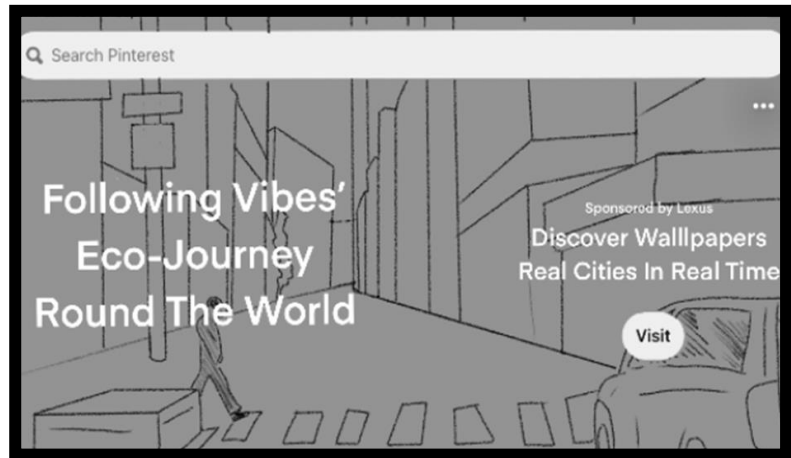 Search Pinterest
Following Vibes’
Eco-Journey
Round The World
Sponsored by Lexus
Discover Walllpapers
Real Cities In Real Time
Visit